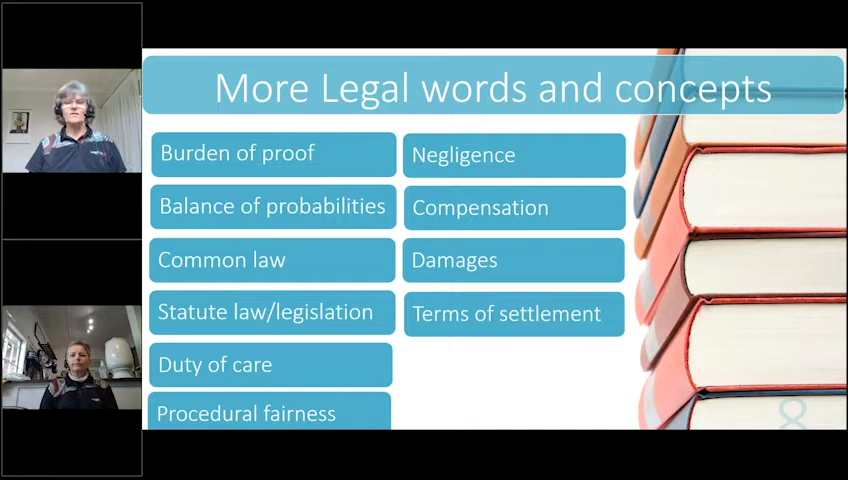 More Legal words and concepts
Burden of proof
Balance of probabilities
Common law
Statute law/legislation
Duty of care
Procedural fairness
Negligence
Compensation
Damages
Terms of settlement
8